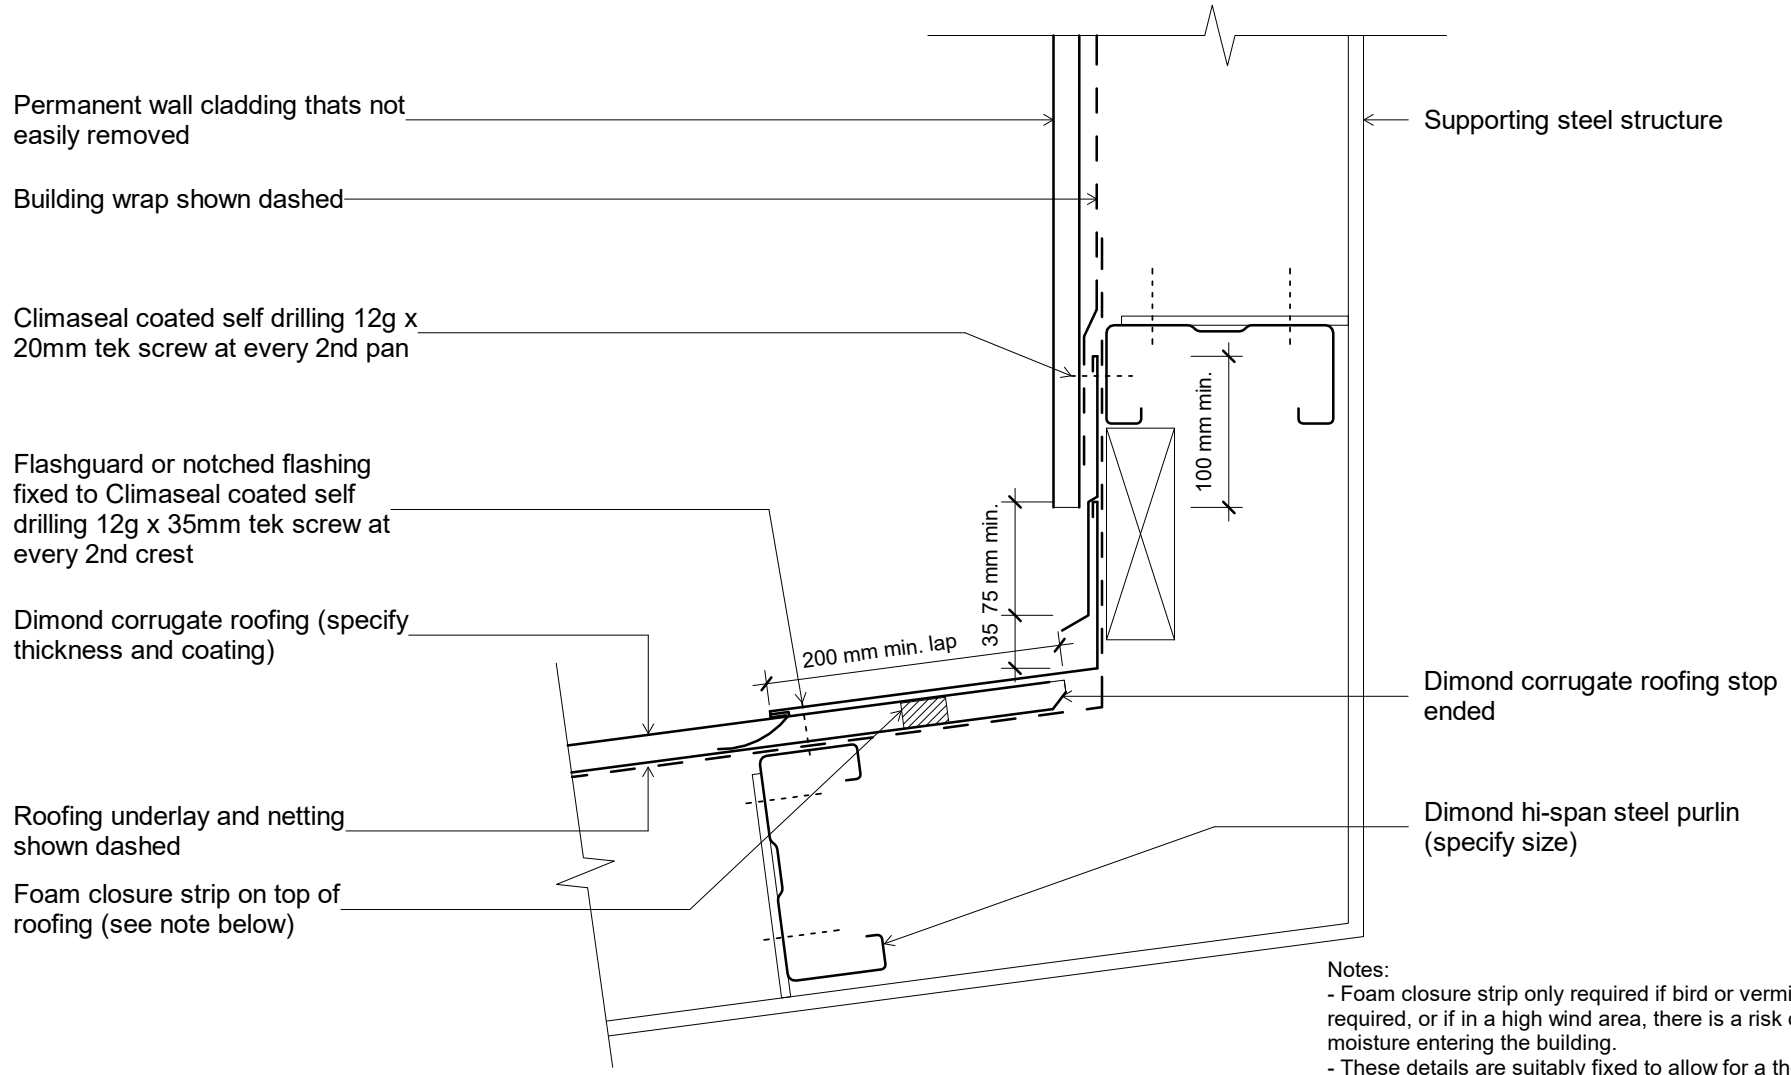 Permanent wall cladding thats not
easily removed
Building wrap shown dashed
Climaseal coated self drilling 12g x
20mm tek screw at every 2nd pan
Flashguard or notched flashing
fixed to Climaseal coated self
drilling 12g x 35mm tek screw at
every 2nd crest
Dimond corrugate roofing (specify
thickness and coating)
Roofing underlay and netting
shown dashed
Foam closure strip on top of
roofing (see note below)
200 mm min. lap
35
75 mm min.
100 mm min.
Supporting steel structure
Dimond corrugate roofing stop
ended
Dimond hi-span steel purlin
(specify size)
Notes:
- Foam closure strip only required if bird or
required, or if in a high wind area, there is a risk
moisture entering the building.
- These details are suitably fixed to allow for a